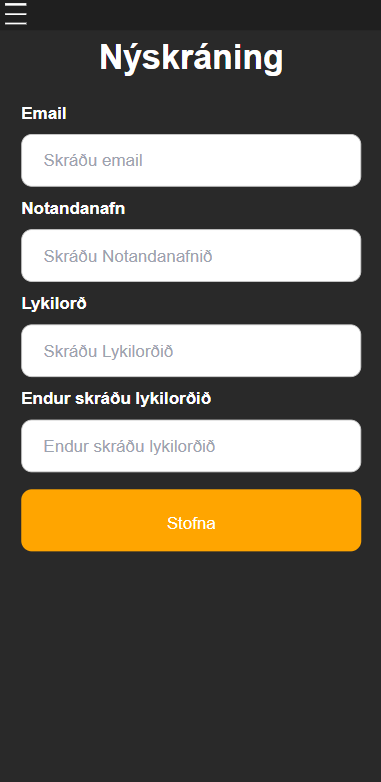 Nýskráning
Email
Skráðu email
Notandanafn
Skráðu Notandanafnið
Lykilorð
Skráðu Lykilorðið
Endur skráðu lykilorðið
Endur skráðu lykilorðið
Stofna